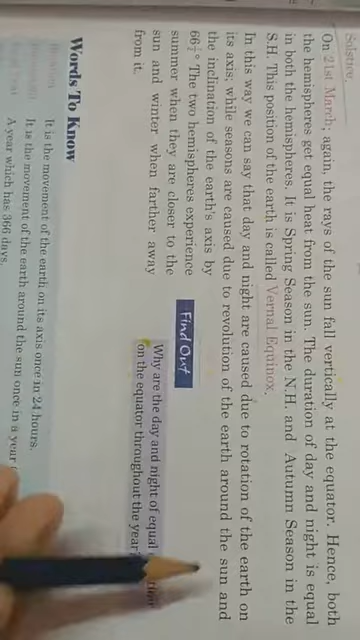 Solstice.
On 21st March; again, the rays of the sun fall vertically at the equator. Hence, both
the hemispheres get equal heat from the sun. The duration of day and night is equal
in both the hemispheres. It is Spring Season in the N.H. and Autumn Season in the
S.H. This position of the earth is called Vernal Equinox.
In this way we can say that day and night are caused due to rotation of the earth on
its axis; while seasons are caused due to revolution of the earth around the sun and
the inclination of the earth's axis by
66½° The two hemispheres experience
summer when they are closer to the
sun and winter when farther away
from it.
Find Out
Why are the day and night of equal
on the equator throughout the year?
Words To Know
It is the movement of the earth on its axis once in 24 hours.
It is the movement of the earth around the sun once in a year
A year which has 366 days.